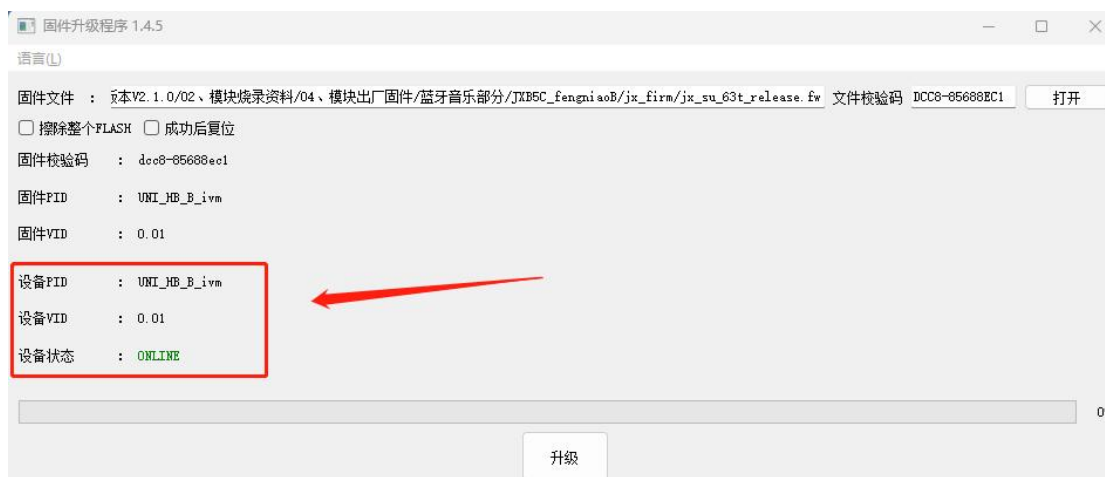 固件升级程序 1.4.5
语言(L)
固件文件 : 本V2.1.0/02、模块烧录资料/04、模块出厂固件/蓝牙音乐部分/JXB5C_fengniaoB/jx_firm/jx_su_63t_release.fw 文件校验码 DCC8-85688EC1 打开
擦除整个FLASH 成功后复位
固件校验码 : dcc8-85688ec1
固件PID : UNI_HB_B_ivm
固件VID : 0.01
设备PID : UNI_HB_B_ivm
设备VID : 0.01
设备状态 : ONLINE
升级